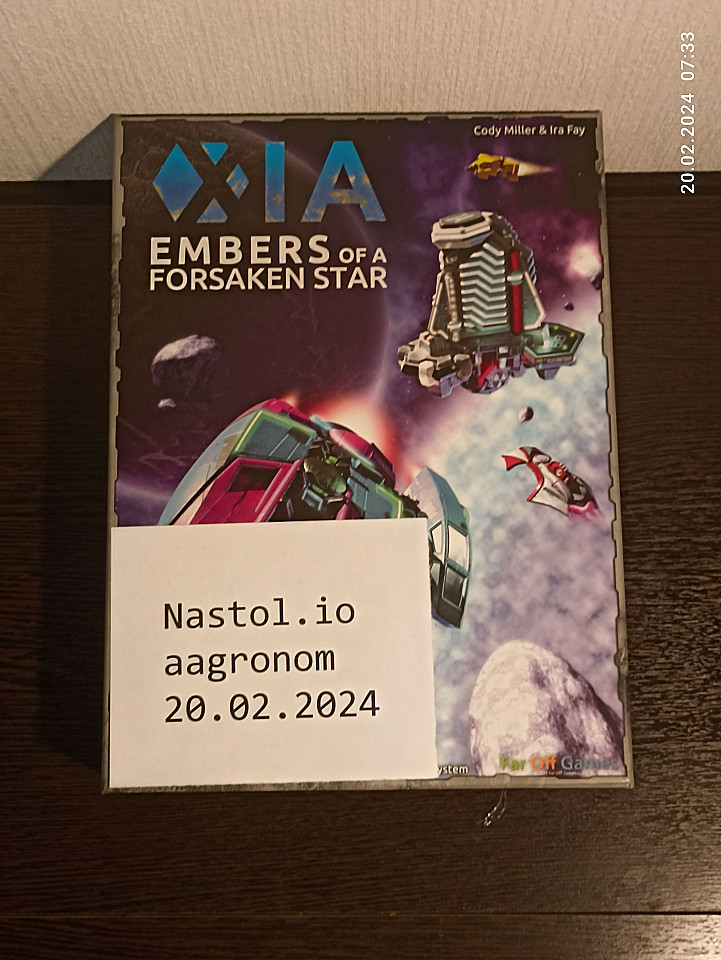 20.02.2024 07:33
Cody Miller & Ira Fay
XIA
EMBERS OF A
FORSAKEN STAR
Nastol.io
aagronom
20.02.2024
Far Off Games